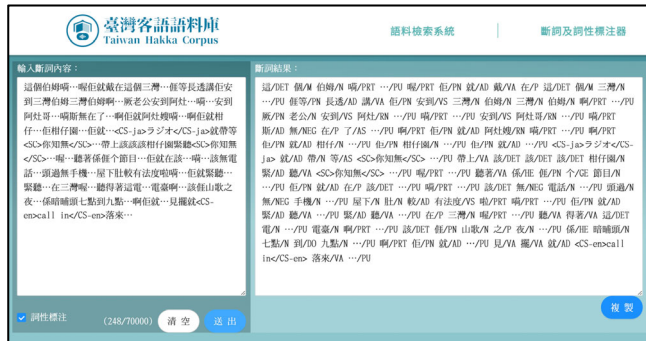 臺灣客語語料庫
Taiwan Hakka Corpus
語料檢索系統
斷詞及詞性標注器
輸入斷詞內容：
這個伯姆嗬…喔佢就戴在這個三灣…𠊎等長透講佢安
到三灣伯姆三灣伯姆啊…厥老公安到阿灶…嗬…安到
阿灶哥…嗬斯無在了…啊佢就阿灶嫂嗬…啊佢就柑
仔…佢柑仔園…佢就…<CS-ja>ラジオ</CS-ja>就帶等
<SC>你知無</SC>…帶上該該該柑仔園緊聽<SC>你知無
</SC>…喔…聽著係𠊎个節目…佢就在該…嗬…該無電
話…頭過無手機…屋下肚較有法度啦嗬…佢就緊聽…
緊聽…在三灣喔…聽得著這電…電臺啊…該𠊎山歌之
夜…係暗晡頭七點到九點…啊佢就…見擺就<CS-
en>call in</CS-en>落來…
詞性標注
(248/70000)
清空
送出
斷詞結果：
這/DET 個/M 伯姆/N 嗬/PRT …/PU 喔/PRT 佢/PN 就/AD 戴/VA 在/P 這/DET 個/M 三灣/N
…/PU 𠊎等/PN 長透/AD 講/VA 佢/PN 安到/VS 三灣/N 伯姆/N 三灣/N 伯姆/N 啊/PRT …/PU
厥/PN 老公/N 安到/VS 阿灶/RN …/PU 嗬/PRT …/PU 安到/VS 阿灶哥/RN …/PU 嗬/PRT
斯/AD 無/NEG 在/P 了/AS …/PU 啊/PRT 佢/PN 就/AD 阿灶嫂/RN 嗬/PRT …/PU 啊/PRT
佢/PN 就/AD 柑仔/N …/PU 佢/PN 柑仔園/N …/PU 佢/PN 就/AD …/PU <CS-ja>ラジオ</CS-
ja> 就/AD 帶/N 等/AS <SC>你知無</SC> …/PU 帶上/VA 該/DET 該/DET 該/DET 柑仔園/N
緊/AD 聽/VA <SC>你知無</SC> …/PU 喔/PRT …/PU 聽著/VA 係/HE 𠊎/PN 个/GE 節目/N
…/PU 佢/PN 就/AD 在/P 該/DET …/PU 嗬/PRT …/PU 該/DET 無/NEG 電話/N …/PU 頭過/N
無/NEG 手機/N …/PU 屋下/N 肚/N 較/AD 有法度/VS 啦/PRT 嗬/PRT …/PU 佢/PN 就/AD
緊/AD 聽/VA …/PU 緊/AD 聽/VA …/PU 在/P 三灣/N 喔/PRT …/PU 聽/VA 得著/VA 這/DET
電/N …/PU 電臺/N 啊/PRT …/PU 該/DET 𠊎/PN 山歌/N 之/P 夜/N …/PU 係/HE 暗晡頭/N
七點/N 到/DO 九點/N …/PU 啊/PRT 佢/PN 就/AD …/PU 見/VA 擺/VA 就/AD <CS-en>call
in</CS-en> 落來/VA …/PU
複製